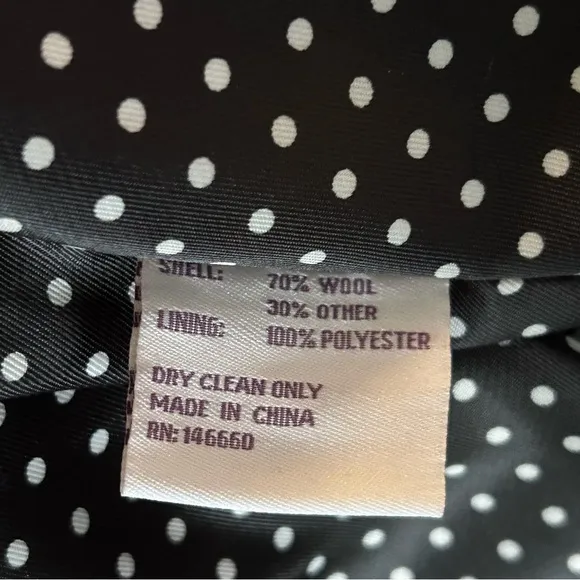 SHELL: 70% WOOL
30% OTHER
LINING: 100% POLYESTER
DRY CLEAN ONLY
MADE IN CHINA
RN: 146660